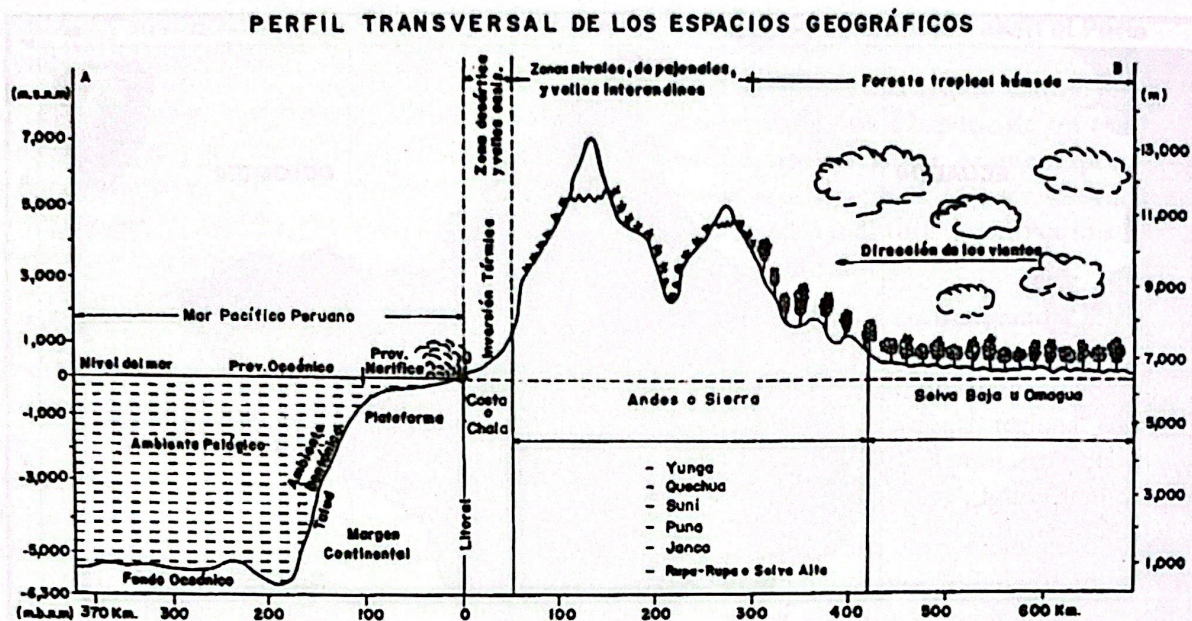 PERFIL TRANSVERSAL DE LOS ESPACIOS GEOGRÁFICOS
A
B
(m.s.n.m)
(m)
Zona desértica
y valles oasis.
Zonas nivales, de pajonales,
y valles interandinos
Foresta tropical húmeda
7,000
5,000
3,000
1,000
0
-1,000
-3,000
-5,000
-6,300
(m.b.n.m)
13,000
11,000
9,000
7,000
5,000
3,000
1,000
Inversión Térmica
Dirección de los vientos
Mar Pacífico Peruano
Nivel del mar
Prov. Oceánica
Prov.
Nerítica
Plataforma
Ambiente Pelágico
Ambiente
Talud
Margen
Continental
Fondo Oceánico
Litoral
Costa
o
Chala
Andes o Sierra
Selva Baja u Omagua
- Yunga
- Quechua
- Suni
- Puna
- Janca
- Rupa-Rupa o Selva Alta
370 Km.
300
200
100
0
100
200
300
400
500
600 Km.